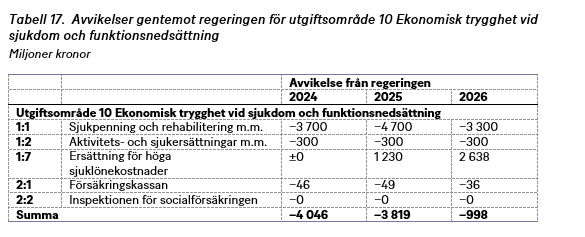 Tabell 17. Avvikelser gentemot regeringen för utgiftsområde 10 Ekonomisk trygghet vid
sjukdom och funktionsnedsättning
Miljoner kronor
Avvikelse från regeringen
2024 2025 2026
Utgiftsområde 10 Ekonomisk trygghet vid sjukdom och funktionsnedsättning
1:1 Sjukpenning och rehabilitering m.m. −3 700 −4 700 −3 300
1:2 Aktivitets- och sjukersättningar m.m. −300 −300 −300
1:7 Ersättning för höga ±0 1 230 2 638
sjuklönekostnader
2:1 Försäkringskassan −46 −49 −36
2:2 Inspektionen för socialförsäkringen −0 −0 −0
Summa −4 046 −3 819 −998